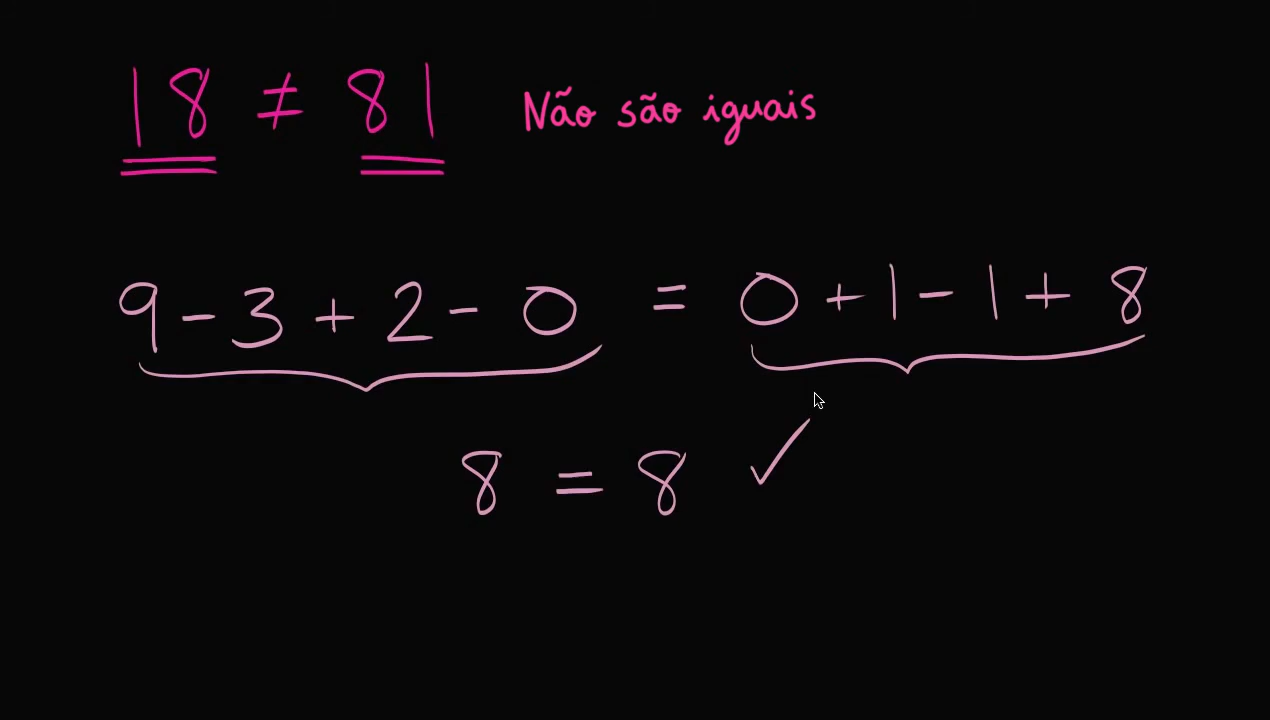 18 ≠ 81 Não são iguais
9 - 3 + 2 - 0 = 0 + 1 - 1 + 8
8 = 8 ✓